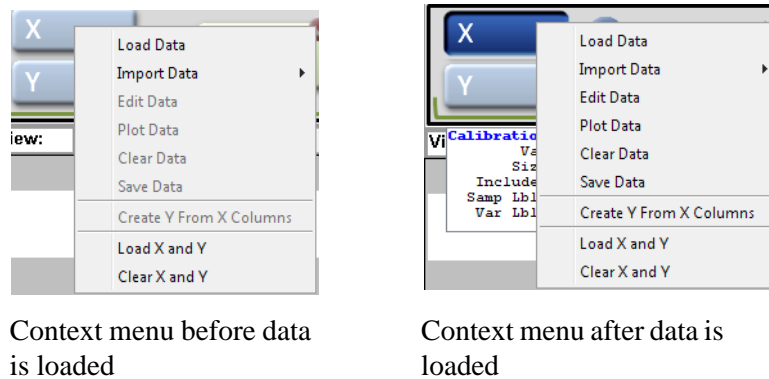 X
Y
iew:
Load Data
Import Data
Edit Data
Plot Data
Clear Data
Save Data
Create Y From X Columns
Load X and Y
Clear X and Y
Context menu before data
is loaded
X
Y
Vi
Calibratio
Va
Siz
Include
Samp Lbl
Var Lbl
Load Data
Import Data
Edit Data
Plot Data
Clear Data
Save Data
Create Y From X Columns
Load X and Y
Clear X and Y
Context menu after data is
loaded